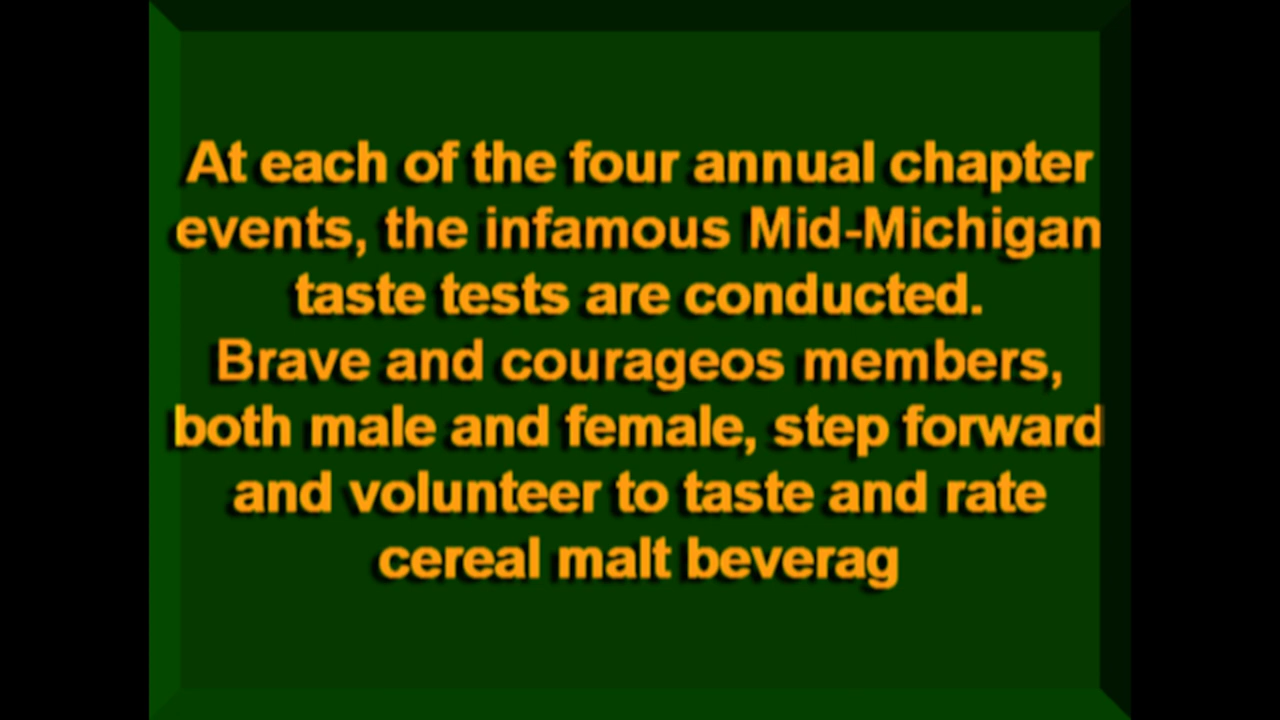 At each of the four annual chapter
events, the infamous Mid-Michigan
taste tests are conducted.
Brave and courageos members,
both male and female, step forward
and volunteer to taste and rate
cereal malt beverag